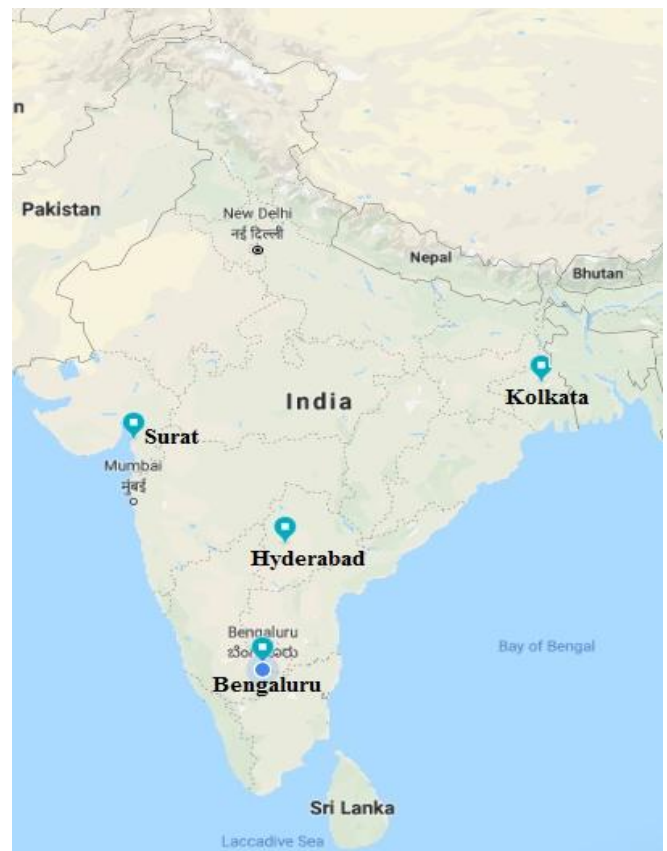 n
Pakistan
New Delhi
नई दिल्ली
Nepal
Bhutan
India
Kolkata
Surat
Mumbai
मुंबई
Hyderabad
Bengaluru
Bengaluru
Bay of Bengal
Sri Lanka
Laccadive Sea